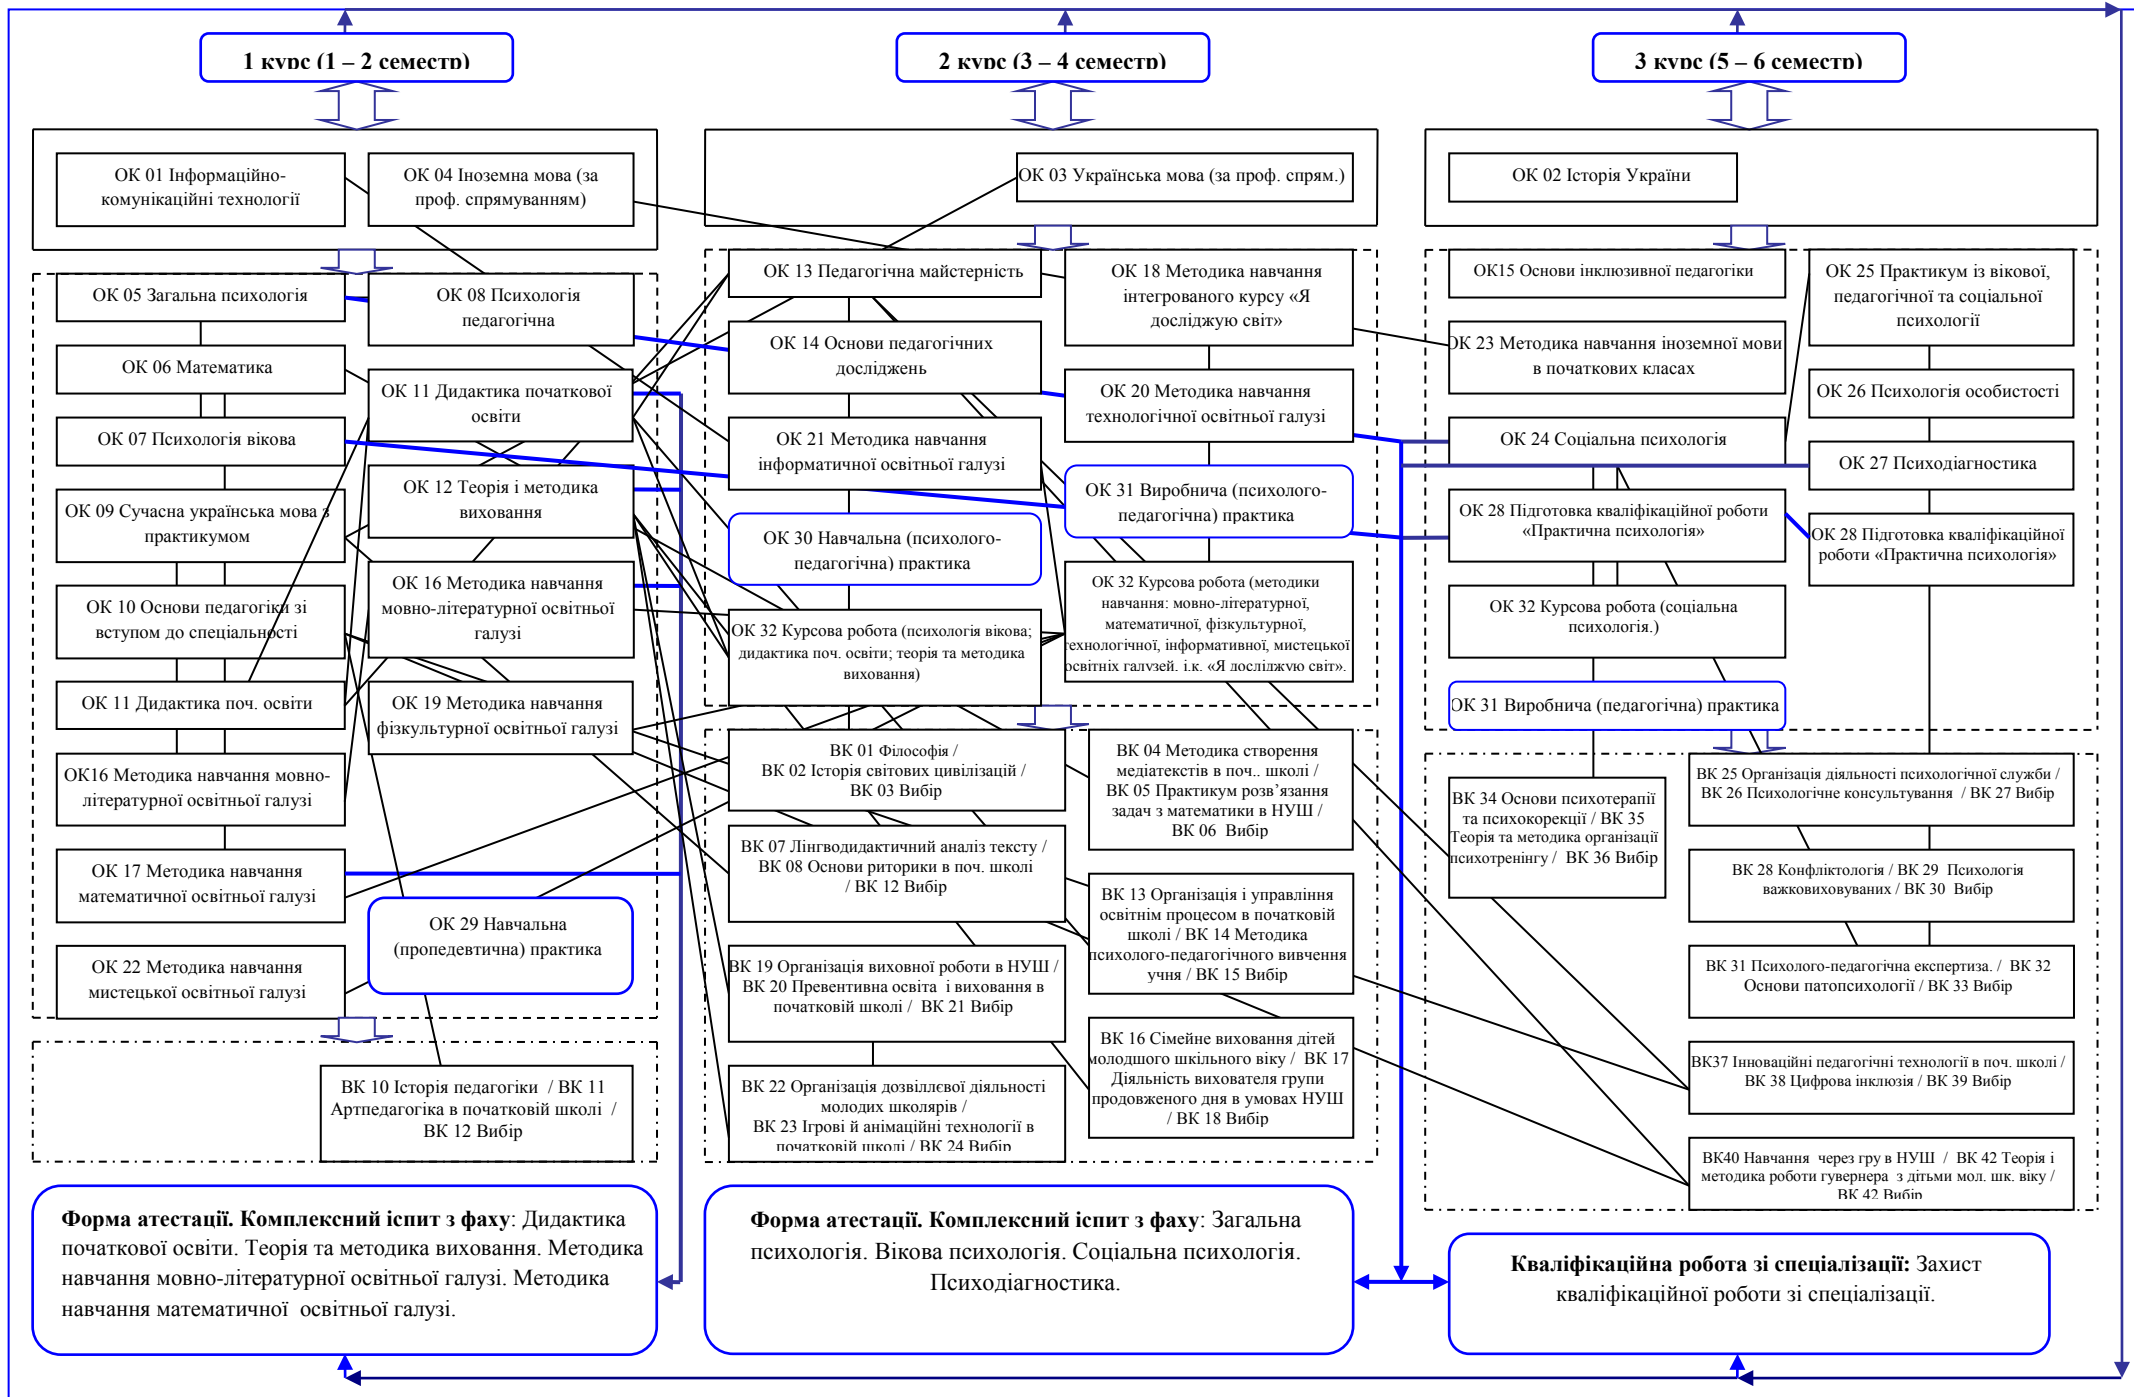 1 курс (1 – 2 семестр)
2 курс (3 – 4 семестр)
3 курс (5 – 6 семестр)
ОК 01 Інформаційно-
комунікаційні технології
ОК 04 Іноземна мова (за
проф. спрямуванням)
ОК 05 Загальна психологія
ОК 06 Математика
ОК 07 Психологія вікова
ОК 09 Сучасна українська мова з
практикумом
ОК 10 Основи педагогіки зі
вступом до спеціальності
ОК 11 Дидактика поч. освіти
ОК16 Методика навчання мовно-
літературної освітньої галузі
ОК 17 Методика навчання
математичної освітньої галузі
ОК 22 Методика навчання
мистецької освітньої галузі
ОК 08 Психологія
педагогічна
ОК 11 Дидактика початкової
освіти
ОК 12 Теорія і методика
виховання
ОК 16 Методика навчання
мовно-літературної освітньої
галузі
ОК 19 Методика навчання
фізкультурної освітньої галузі
ОК 29 Навчальна
(пропедевтична) практика
ВК 10 Історія педагогіки / ВК 11
Артпедагогіка в початковій школі /
ВК 12 Вибір
ОК 03 Українська мова (за проф. спрям.)
ОК 13 Педагогічна майстерність
ОК 14 Основи педагогічних
досліджень
ОК 21 Методика навчання
інформатичної освітньої галузі
ОК 30 Навчальна (психолого-
педагогічна) практика
ОК 32 Курсова робота (психологія вікова;
дидактика поч. освіти; теорія та методика
виховання)
ОК 18 Методика навчання
інтегрованого курсу «Я
досліджую світ»
ОК 20 Методика навчання
технологічної освітньої галузі
ОК 31 Виробнича (психолого-
педагогічна) практика
ОК 32 Курсова робота (методики
навчання: мовно-літературної,
математичної, фізкультурної,
технологічної, інформативної, мистецької
освітніх галузей, і.к. «Я досліджую світ».
ВК 01 Філософія /
ВК 02 Історія світових цивілізацій /
ВК 03 Вибір
ВК 07 Лінгводидактичний аналіз тексту /
ВК 08 Основи риторики в поч. школі
/ ВК 12 Вибір
ВК 19 Організація виховної роботи в НУШ /
ВК 20 Превентивна освіта і виховання в
початковій школі / ВК 21 Вибір
ВК 22 Організація дозвіллєвої діяльності
молодих школярів /
ВК 23 Ігрові й анімаційні технології в
початковій школі / ВК 24 Вибір
ВК 04 Методика створення
медіатекстів в поч.. школі /
ВК 05 Практикум розв’язання
задач з математики в НУШ /
ВК 06 Вибір
ВК 13 Організація і управління
освітнім процесом в початковій
школі / ВК 14 Методика
психолого-педагогічного вивчення
учня / ВК 15 Вибір
ВК 16 Сімейне виховання дітей
молодшого шкільного віку / ВК 17
Діяльність вихователя групи
продовженого дня в умовах НУШ
/ ВК 18 Вибір
ОК 02 Історія України
ОК15 Основи інклюзивної педагогіки
ОК 23 Методика навчання іноземної мови
в початкових класах
ОК 24 Соціальна психологія
ОК 28 Підготовка кваліфікаційної роботи
«Практична психологія»
ОК 32 Курсова робота (соціальна
психологія.)
ОК 31 Виробнича (педагогічна) практика
ОК 25 Практикум із вікової,
педагогічної та соціальної
психології
ОК 26 Психологія особистості
ОК 27 Психодіагностика
ОК 28 Підготовка кваліфікаційної
роботи «Практична психологія»
ВК 34 Основи психотерапії
та психокорекції / ВК 35
Теорія та методика організації
психотренінгу / ВК 36 Вибір
ВК 25 Організація діяльності психологічної служби /
ВК 26 Психологічне консультування / ВК 27 Вибір
ВК 28 Конфліктологія / ВК 29 Психологія
важковиховуваних / ВК 30 Вибір
ВК 31 Психолого-педагогічна експертиза. / ВК 32
Основи патопсихології / ВК 33 Вибір
ВК37 Інноваційні педагогічні технології в поч. школі /
ВК 38 Цифрова інклюзія / ВК 39 Вибір
ВК40 Навчання через гру в НУШ / ВК 42 Теорія і
методика роботи гувернера з дітьми мол. шк. віку /
ВК 42 Вибір
Форма атестації. Комплексний іспит з фаху: Дидактика
початкової освіти. Теорія та методика виховання. Методика
навчання мовно-літературної освітньої галузі. Методика
навчання математичної освітньої галузі.
Форма атестації. Комплексний іспит з фаху: Загальна
психологія. Вікова психологія. Соціальна психологія.
Психодіагностика.
Кваліфікаційна робота зі спеціалізації: Захист
кваліфікаційної роботи зі спеціалізації.